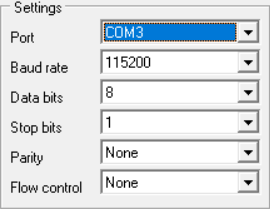 Settings
Port COM3
Baud rate 115200
Data bits 8
Stop bits 1
Parity None
Flow control None